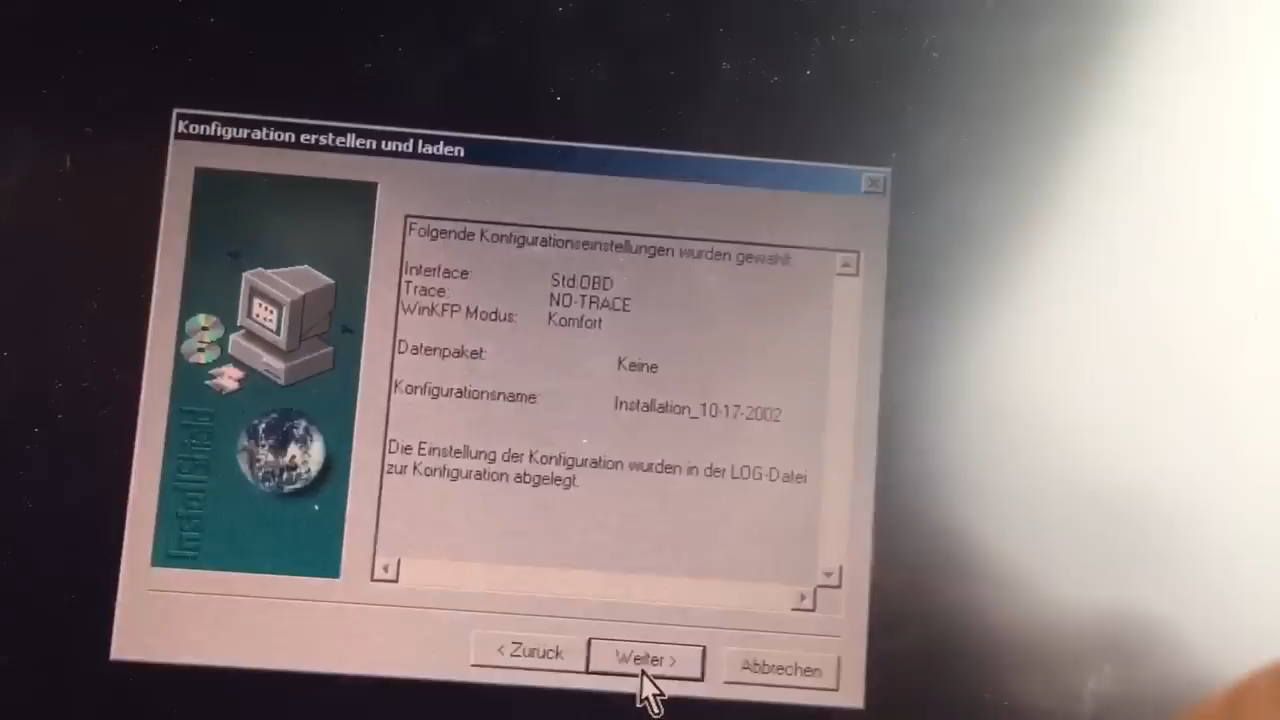 Konfiguration erstellen und laden
Folgende Konfigurationseinstellungen wurden gewählt:
Interface: Std.OBD
Trace: NO-TRACE
WinKFP Modus: Komfort
Datenpaket: Keine
Konfigurationsname: Installation_10-17-2002
Die Einstellung der Konfiguration wurden in der LOG-Datei
zur Konfiguration abgelegt.
InstallShield
< Zurück
Weiter >
Abbrechen